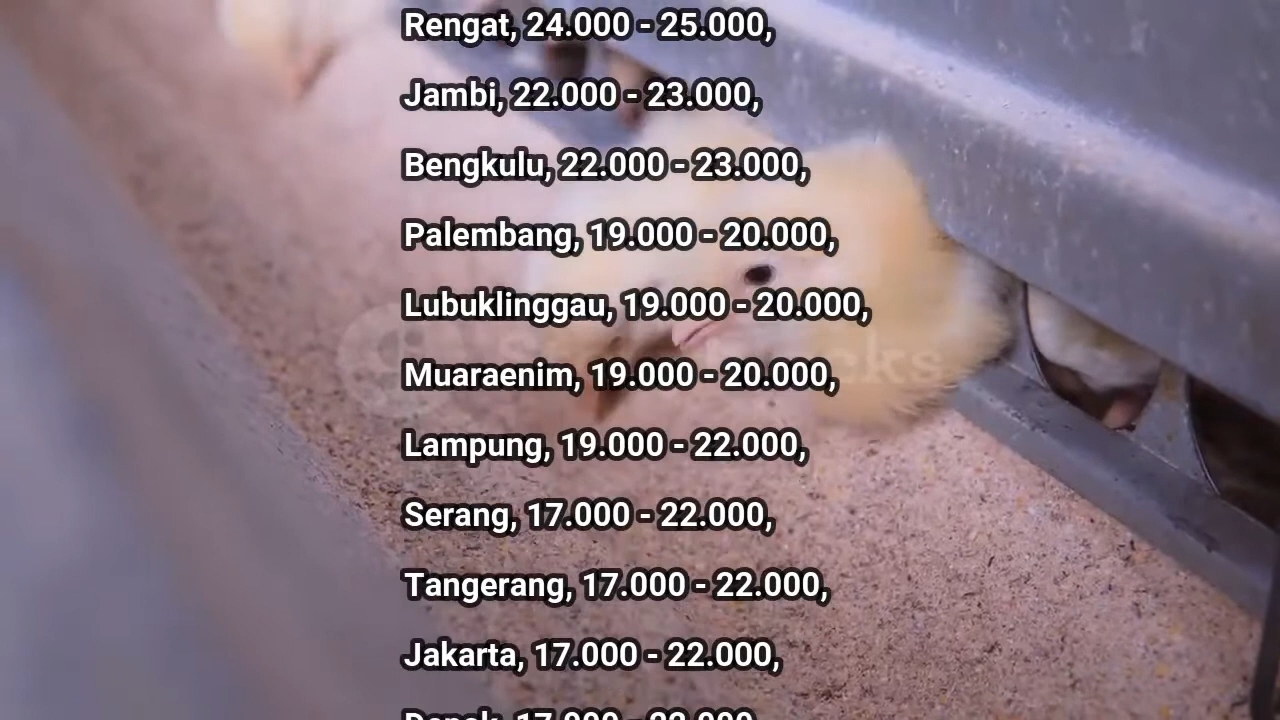 Rengat, 24.000 - 25.000,
Jambi, 22.000 - 23.000,
Bengkulu, 22.000 - 23.000,
Palembang, 19.000 - 20.000,
Lubuklinggau, 19.000 - 20.000,
Muaraenim, 19.000 - 20.000,
Lampung, 19.000 - 22.000,
Serang, 17.000 - 22.000,
Tangerang, 17.000 - 22.000,
Jakarta, 17.000 - 22.000,